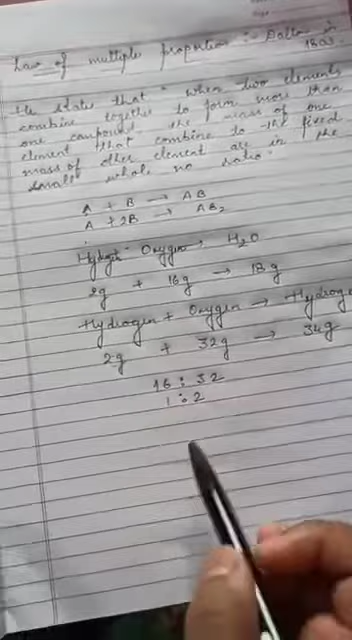 Law of multiple proportion :- Dalton in
1803.
He states that "when two elements
combine together to form more than
one compound the mass of one
element that combine to the fixed
mass of other element are in the
small whole no ratio".
A + B → AB
A + 2B → AB2
Oxygen → H2O
2g + 16g → 18g
Hydrogen + Oxygen → Hydrog
2g + 32g → 34g
16 : 32
1 : 2